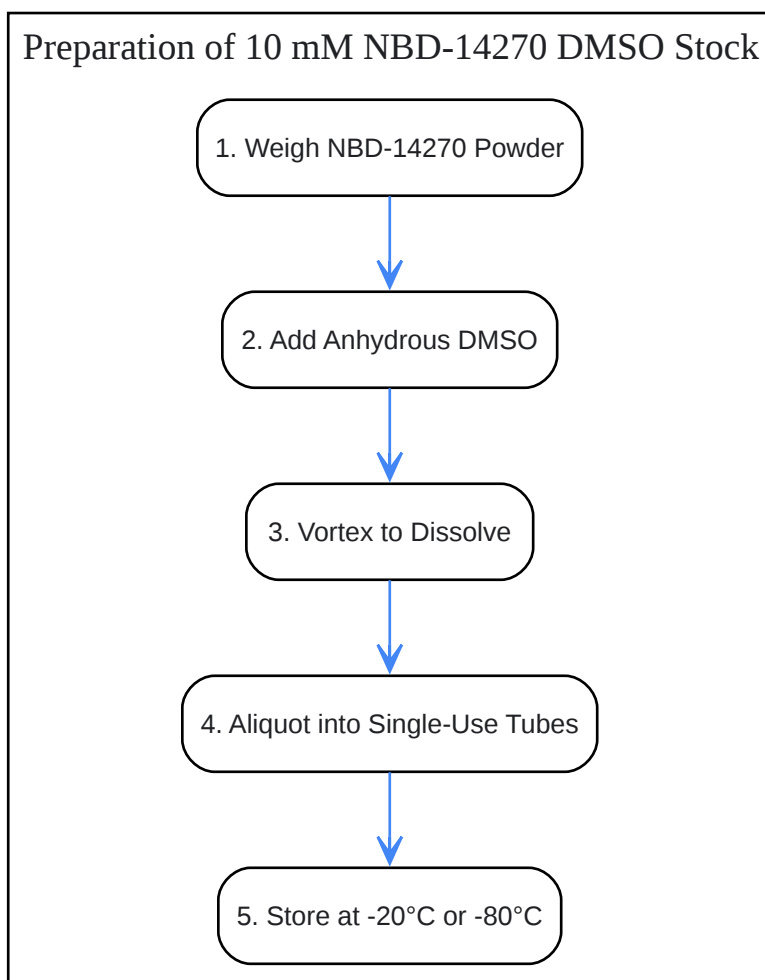 Preparation of 10 mM NBD-14270 DMSO Stock
1. Weigh NBD-14270 Powder
2. Add Anhydrous DMSO
3. Vortex to Dissolve
4. Aliquot into Single-Use Tubes
5. Store at -20°C or -80°C